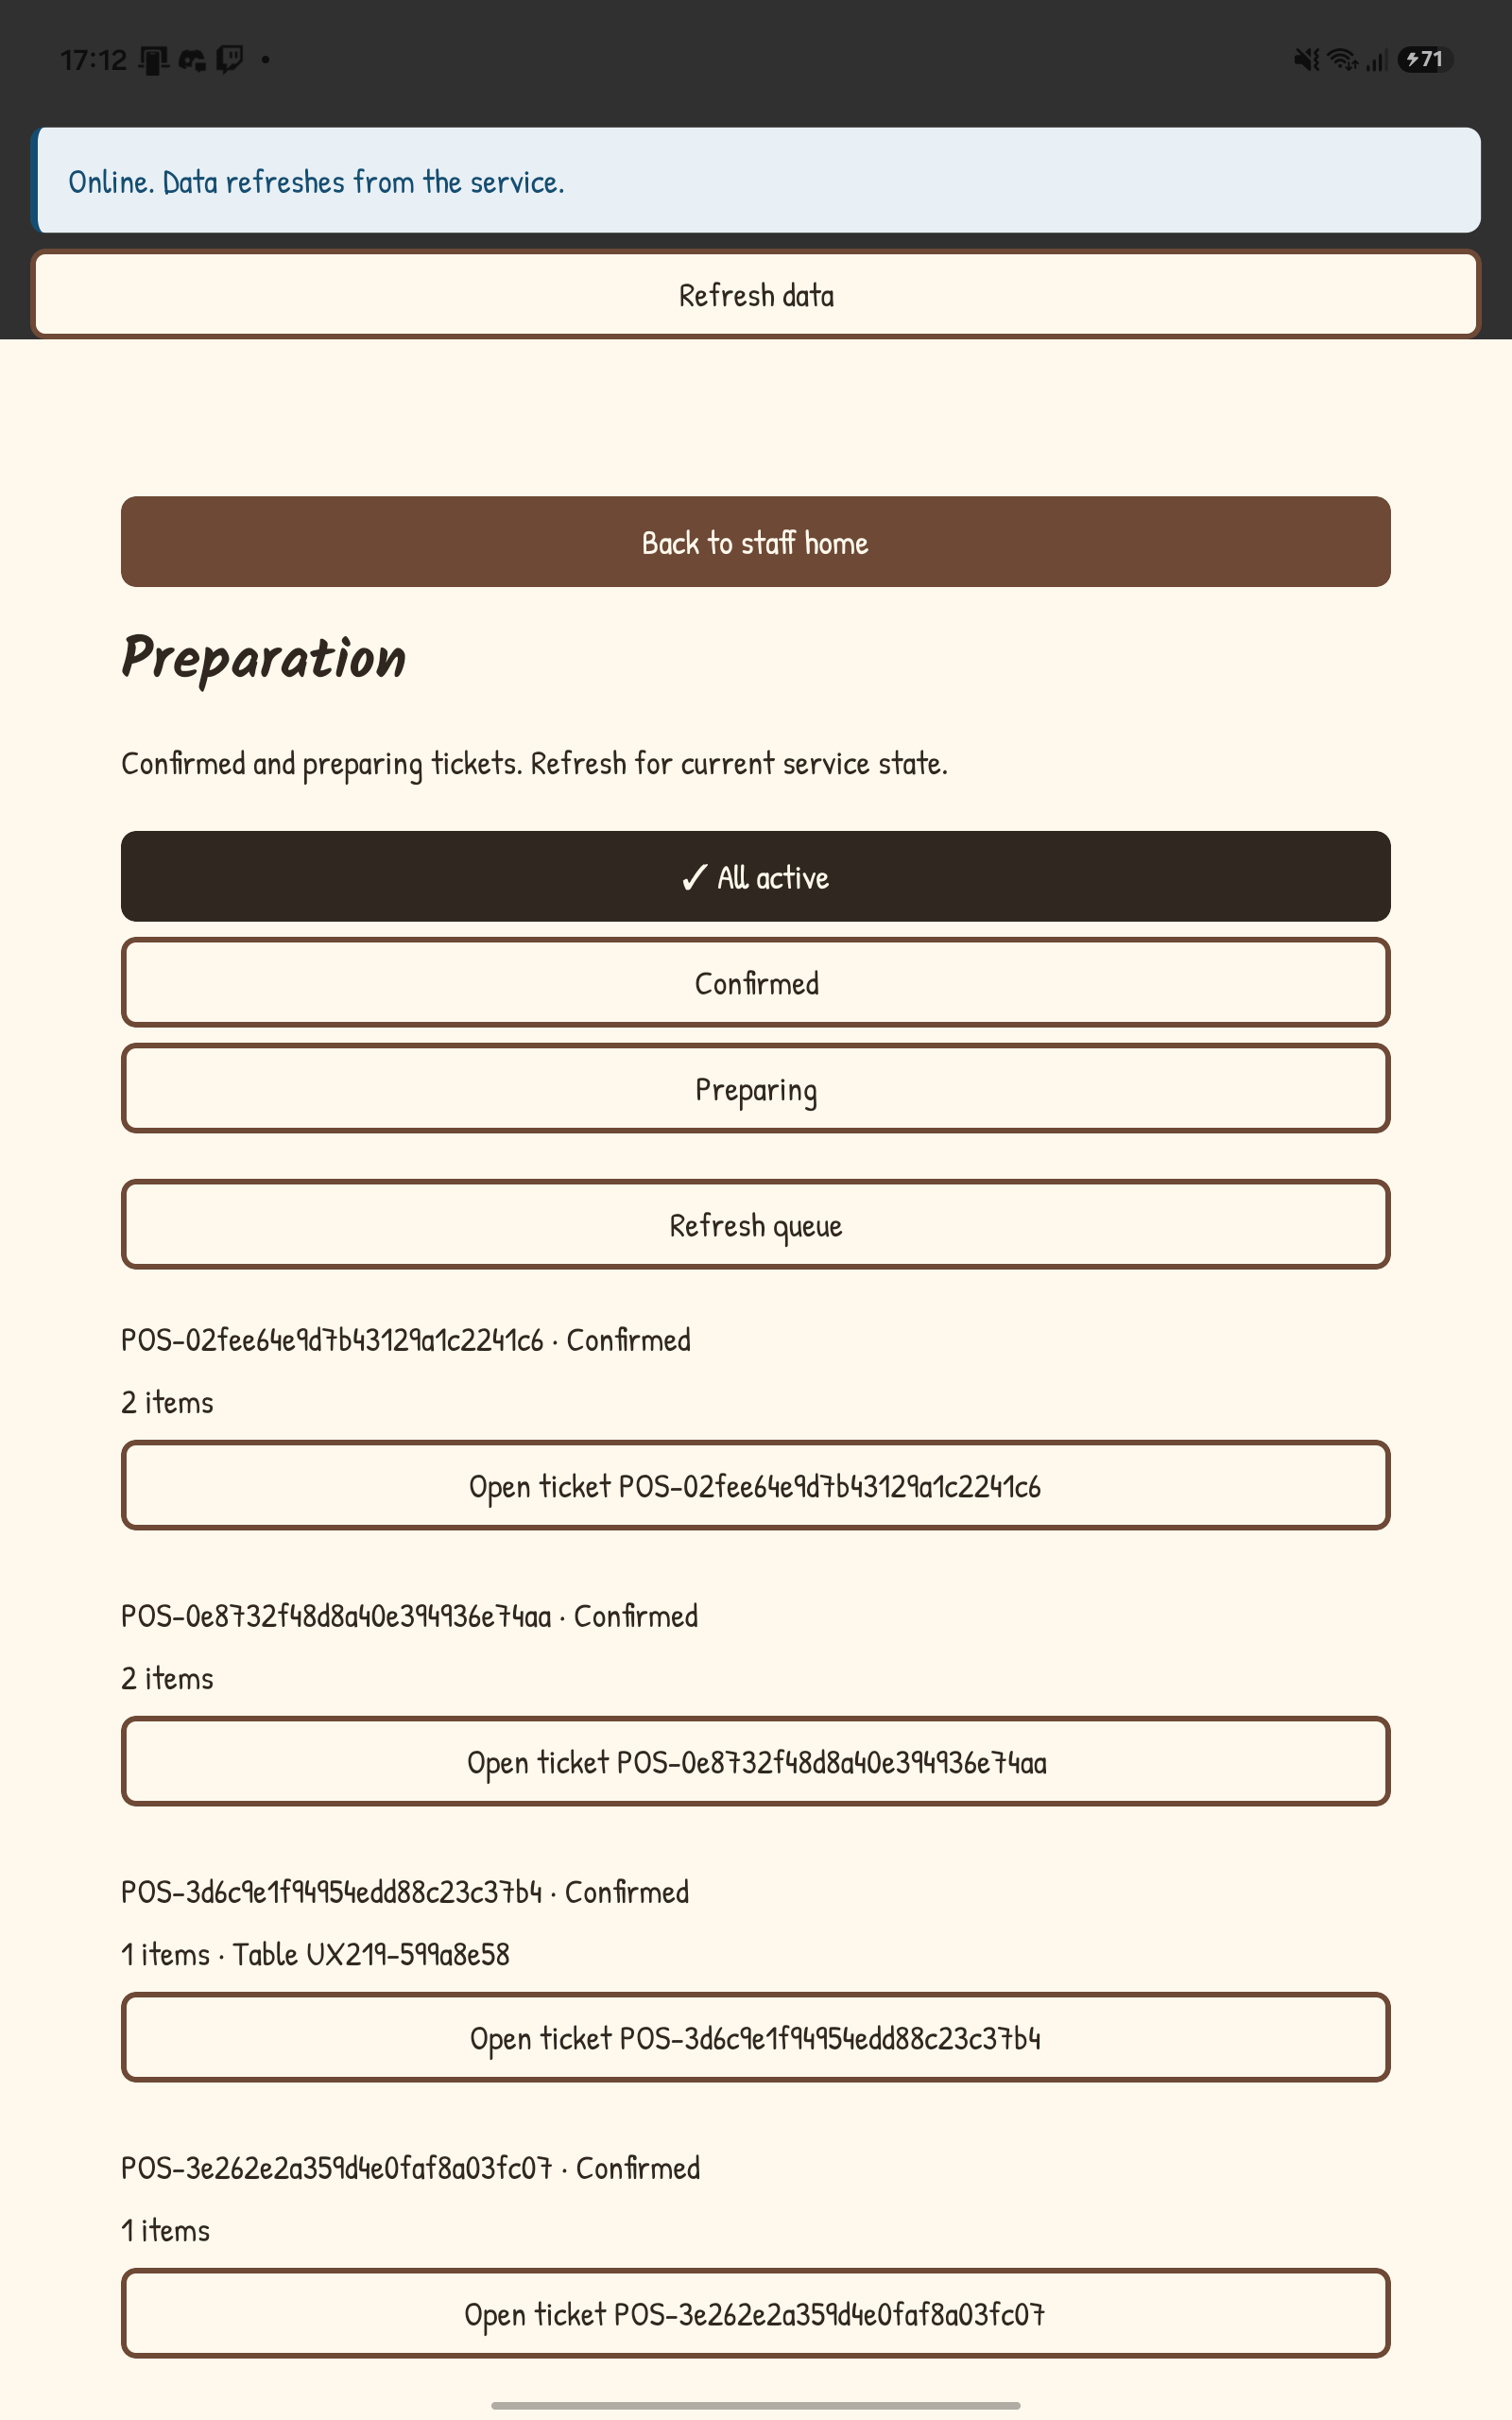 17:12
71
Online. Data refreshes from the service.
Refresh data
Back to staff home
Preparation
Confirmed and preparing tickets. Refresh for current service state.
✓ All active
Confirmed
Preparing
Refresh queue
POS-02fee64e9d7b43129a1c2241c6 · Confirmed
2 items
Open ticket POS-02fee64e9d7b43129a1c2241c6
POS-0e8732f48d8a40e394936e74aa · Confirmed
2 items
Open ticket POS-0e8732f48d8a40e394936e74aa
POS-3d6c9e1f94954edd88c23c37b4 · Confirmed
1 items · Table UX219-599a8e58
Open ticket POS-3d6c9e1f94954edd88c23c37b4
POS-3e262e2a359d4e0faf8a03fc07 · Confirmed
1 items
Open ticket POS-3e262e2a359d4e0faf8a03fc07